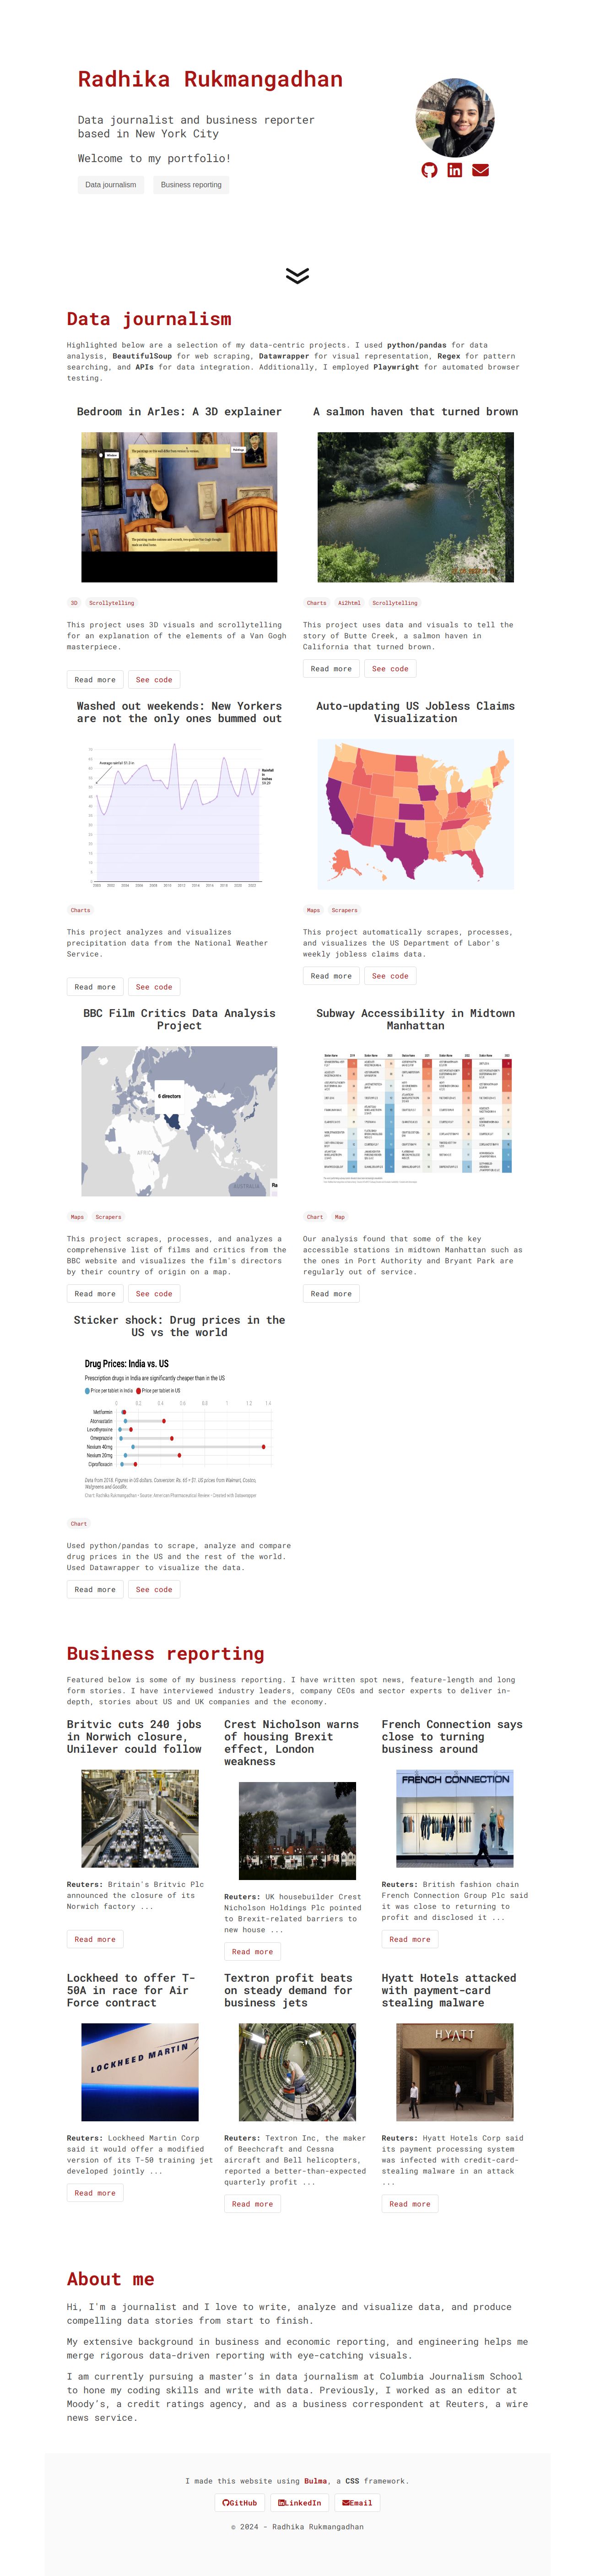 Radhika Rukmangadhan
Data journalist and business reporter
based in New York City
Welcome to my portfolio!
Data journalism
Business reporting
Data journalism
Highlighted below are a selection of my data-centric projects. I used python/pandas for data
analysis, BeautifulSoup for web scraping, Datawrapper for visual representation, Regex for pattern
searching, and APIs for data integration. Additionally, I employed Playwright for automated browser
testing.
Bedroom in Arles: A 3D explainer
3D
Scrollytelling
This project uses 3D visuals and scrollytelling
for an explanation of the elements of a Van Gogh
masterpiece.
Read more
See code
A salmon haven that turned brown
Charts
Ai2html
Scrollytelling
This project uses data and visuals to tell the
story of Butte Creek, a salmon haven in
California that turned brown.
Read more
See code
Washed out weekends: New Yorkers
are not the only ones bummed out
Charts
This project analyzes and visualizes
precipitation data from the National Weather
Service.
Read more
See code
Auto-updating US Jobless Claims
Visualization
Maps
Scrapers
This project automatically scrapes, processes,
and visualizes the US Department of Labor's
weekly jobless claims data.
Read more
See code
BBC Film Critics Data Analysis
Project
6 directors
AFRICA
AUSTRALIA
Maps
Scrapers
This project scrapes, processes, and analyzes a
comprehensive list of films and critics from the
BBC website and visualizes the film's directors
by their country of origin on a map.
Read more
See code
Subway Accessibility in Midtown
Manhattan
Chart
Map
Our analysis found that some of the key
accessible stations in midtown Manhattan such as
the ones in Port Authority and Bryant Park are
regularly out of service.
Read more
Sticker shock: Drug prices in the
US vs the world
Drug Prices: India vs. US
Prescription drugs in India are significantly cheaper than in the US
Price per tablet in India
Price per tablet in US
0 0.2 0.4 0.6 0.8 1 1.2 1.4
Metformin
Atorvastatin
Levothyroxine
Omeprazole
Nexium 40mg
Nexium 20mg
Ciprofloxacin
Chart
Used python/pandas to scrape, analyze and compare
drug prices in the US and the rest of the world.
Used Datawrapper to visualize the data.
Read more
See code
Business reporting
Featured below is some of my business reporting. I have written spot news, feature-length and long
form stories. I have interviewed industry leaders, company CEOs and sector experts to deliver in-
depth, stories about US and UK companies and the economy.
Britvic cuts 240 jobs
in Norwich closure,
Unilever could follow
Reuters: Britain's Britvic Plc
announced the closure of its
Norwich factory ...
Read more
Crest Nicholson warns
of housing Brexit
effect, London
weakness
Reuters: UK housebuilder Crest
Nicholson Holdings Plc pointed
to Brexit-related barriers to
new house ...
Read more
French Connection says
close to turning
business around
FRENCH CONNECTION
Reuters: British fashion chain
French Connection Group Plc said
it was close to returning to
profit and disclosed it ...
Read more
Lockheed to offer T-
50A in race for Air
Force contract
LOCKHEED MARTIN
Reuters: Lockheed Martin Corp
said it would offer a modified
version of its T-50 training jet
developed jointly ...
Read more
Textron profit beats
on steady demand for
business jets
Reuters: Textron Inc, the maker
of Beechcraft and Cessna
aircraft and Bell helicopters,
reported a better-than-expected
quarterly profit ...
Read more
Hyatt Hotels attacked
with payment-card
stealing malware
HYATT
Reuters: Hyatt Hotels Corp said
its payment processing system
was infected with credit-card-
stealing malware in an attack
...
Read more
About me
Hi, I'm a journalist and I love to write, analyze and visualize data, and produce
compelling data stories from start to finish.
My extensive background in business and economic reporting, and engineering helps me
merge rigorous data-driven reporting with eye-catching visuals.
I am currently pursuing a master's in data journalism at Columbia Journalism School
to hone my coding skills and write with data. Previously, I worked as an editor at
Moody's, a credit ratings agency, and as a business correspondent at Reuters, a wire
news service.
I made this website using Bulma, a CSS framework.
GitHub
LinkedIn
Email
© 2024 - Radhika Rukmangadhan